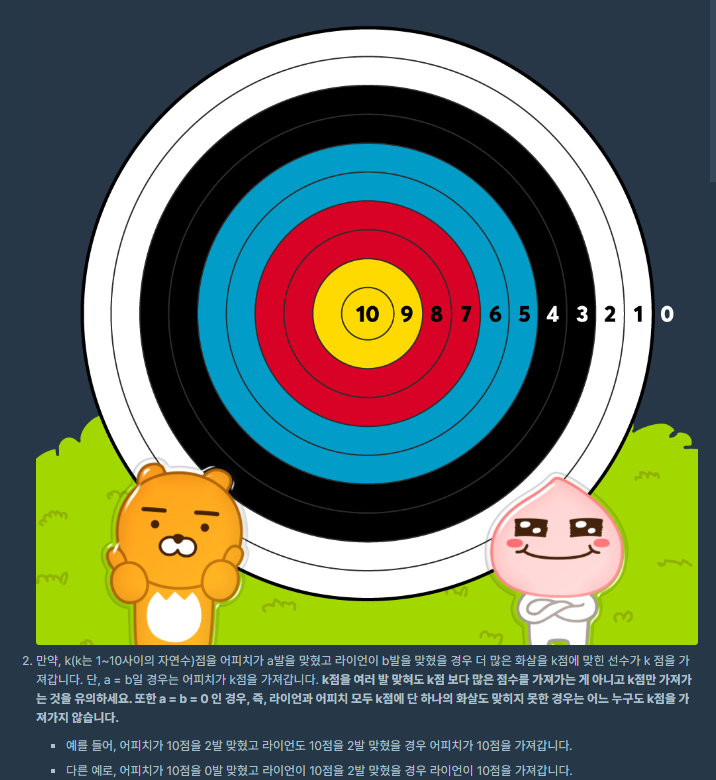 10 9 8 7 6 5 4 3 2 1 0
2. 만약, k(k는 1~10사이의 자연수)점을 어피치가 a발을 맞혔고 라이언이 b발을 맞혔을 경우 더 많은 화살을 k점에 맞힌 선수가 k 점을 가
져갑니다. 단, a = b일 경우는 어피치가 k점을 가져갑니다. k점을 여러 발 맞혀도 k점 보다 많은 점수를 가져가는 게 아니고 k점만 가져가
는 것을 유의하세요. 또한 a = b = 0 인 경우, 즉, 라이언과 어피치 모두 k점에 단 하나의 화살도 맞히지 못한 경우는 어느 누구도 k점을 가
져가지 않습니다.
▪ 예를 들어, 어피치가 10점을 2발 맞혔고 라이언도 10점을 2발 맞혔을 경우 어피치가 10점을 가져갑니다.
▪ 다른 예로, 어피치가 10점을 0발 맞혔고 라이언이 10점을 2발 맞혔을 경우 라이언이 10점을 가져갑니다.